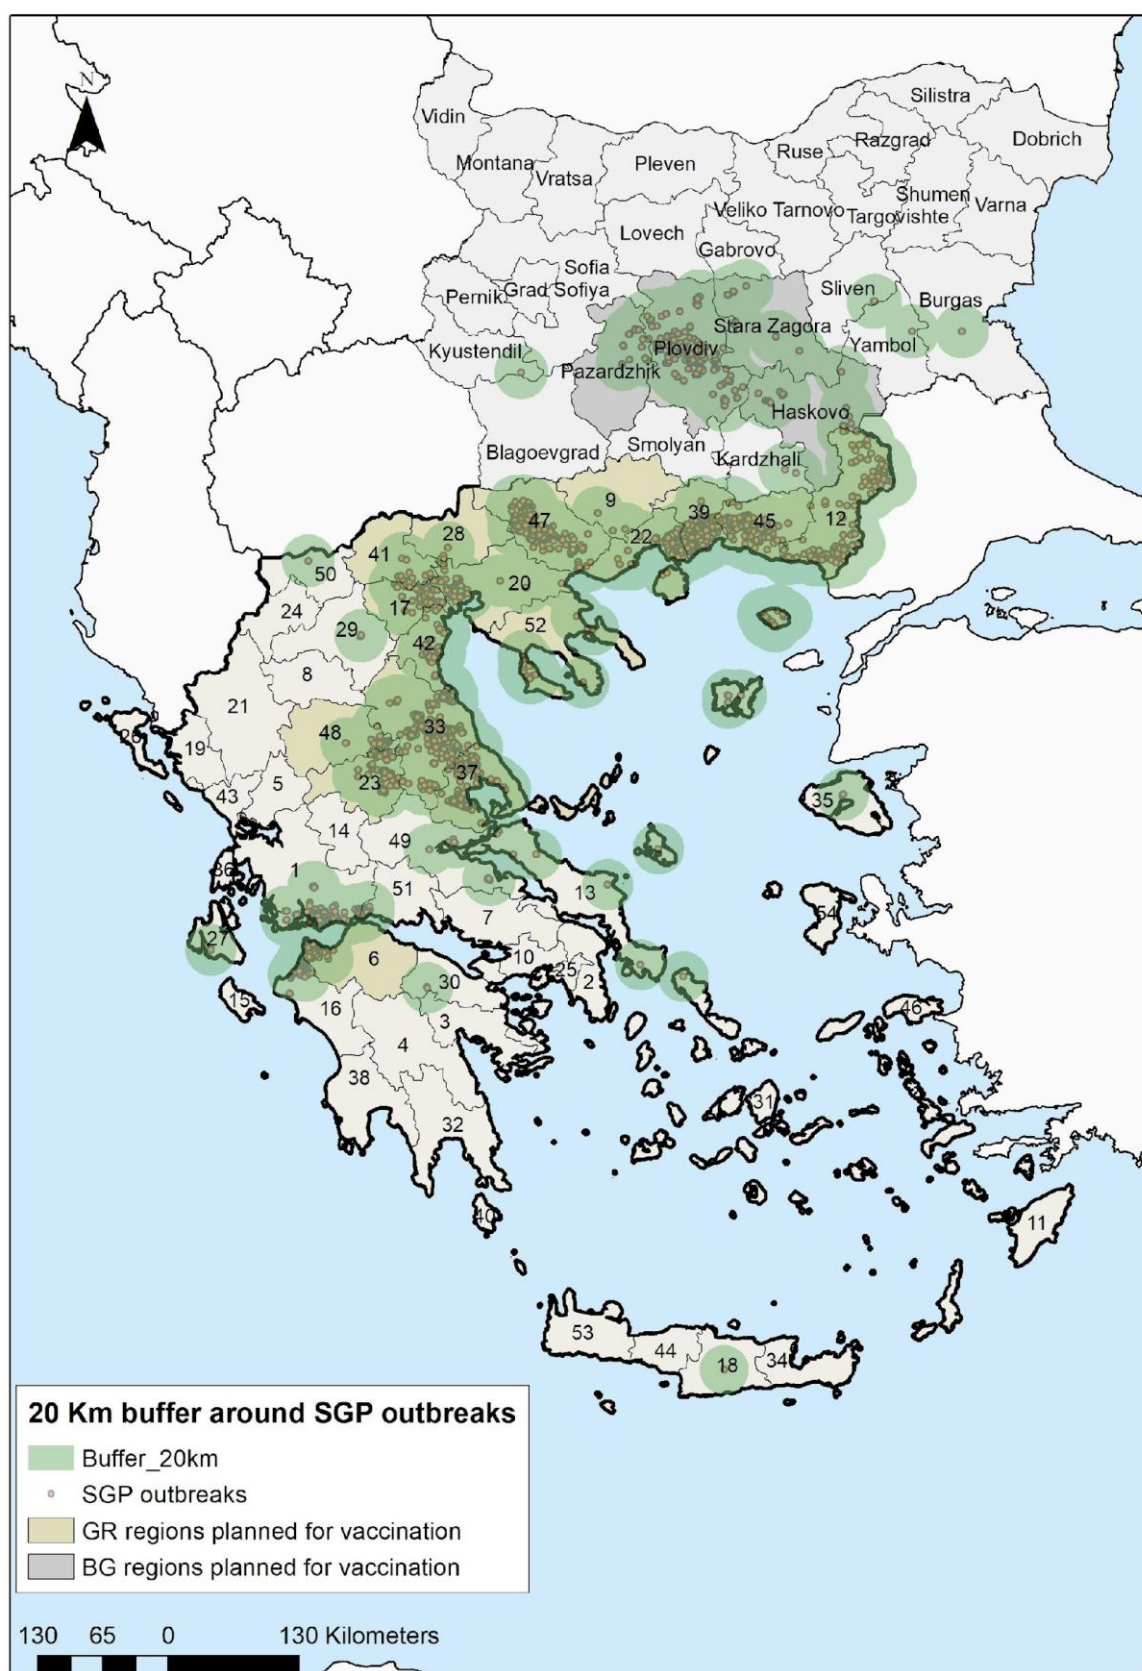 N
Silistra
Vidin
Razgrad
Dobrich
Montana
Vratsa
Pleven
Ruse
Shumen
Veliko Tarnovo
Targovishte
Varna
Lovech
Gabrovo
Sofia
Pernik
Grad Sofiya
Sliven
Burgas
Stara Zagora
Kyustendil
Plovdiv
Yambol
Pazardzhik
Haskovo
Blagoevgrad
Smolyan
Kardzhali
9
47
39
45
12
28
22
41
50
20
24
17
29
52
42
8
21
26
48
33
19
23
37
43
5
35
14
49
36
1
51
13
54
27
7
6
10
25
2
30
15
16
3
46
4
38
31
32
40
11
53
44
18
34
20 Km buffer around SGP outbreaks
Buffer_20km
SGP outbreaks
GR regions planned for vaccination
BG regions planned for vaccination
130 65 0 130 Kilometers